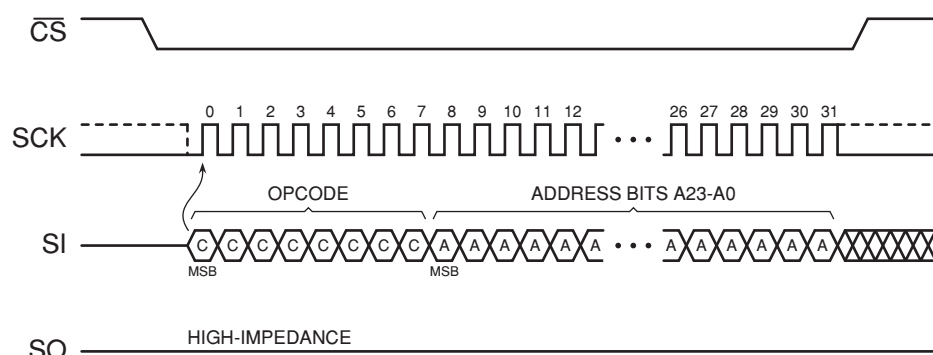 CS
0 1 2 3 4 5 6 7 8 9 10 11 12 26 27 28 29 30 31
SCK
OPCODE ADDRESS BITS A23-A0
SI C C C C C C C C A A A A A A A A A A A A
MSB MSB
HIGH-IMPEDANCE
SO